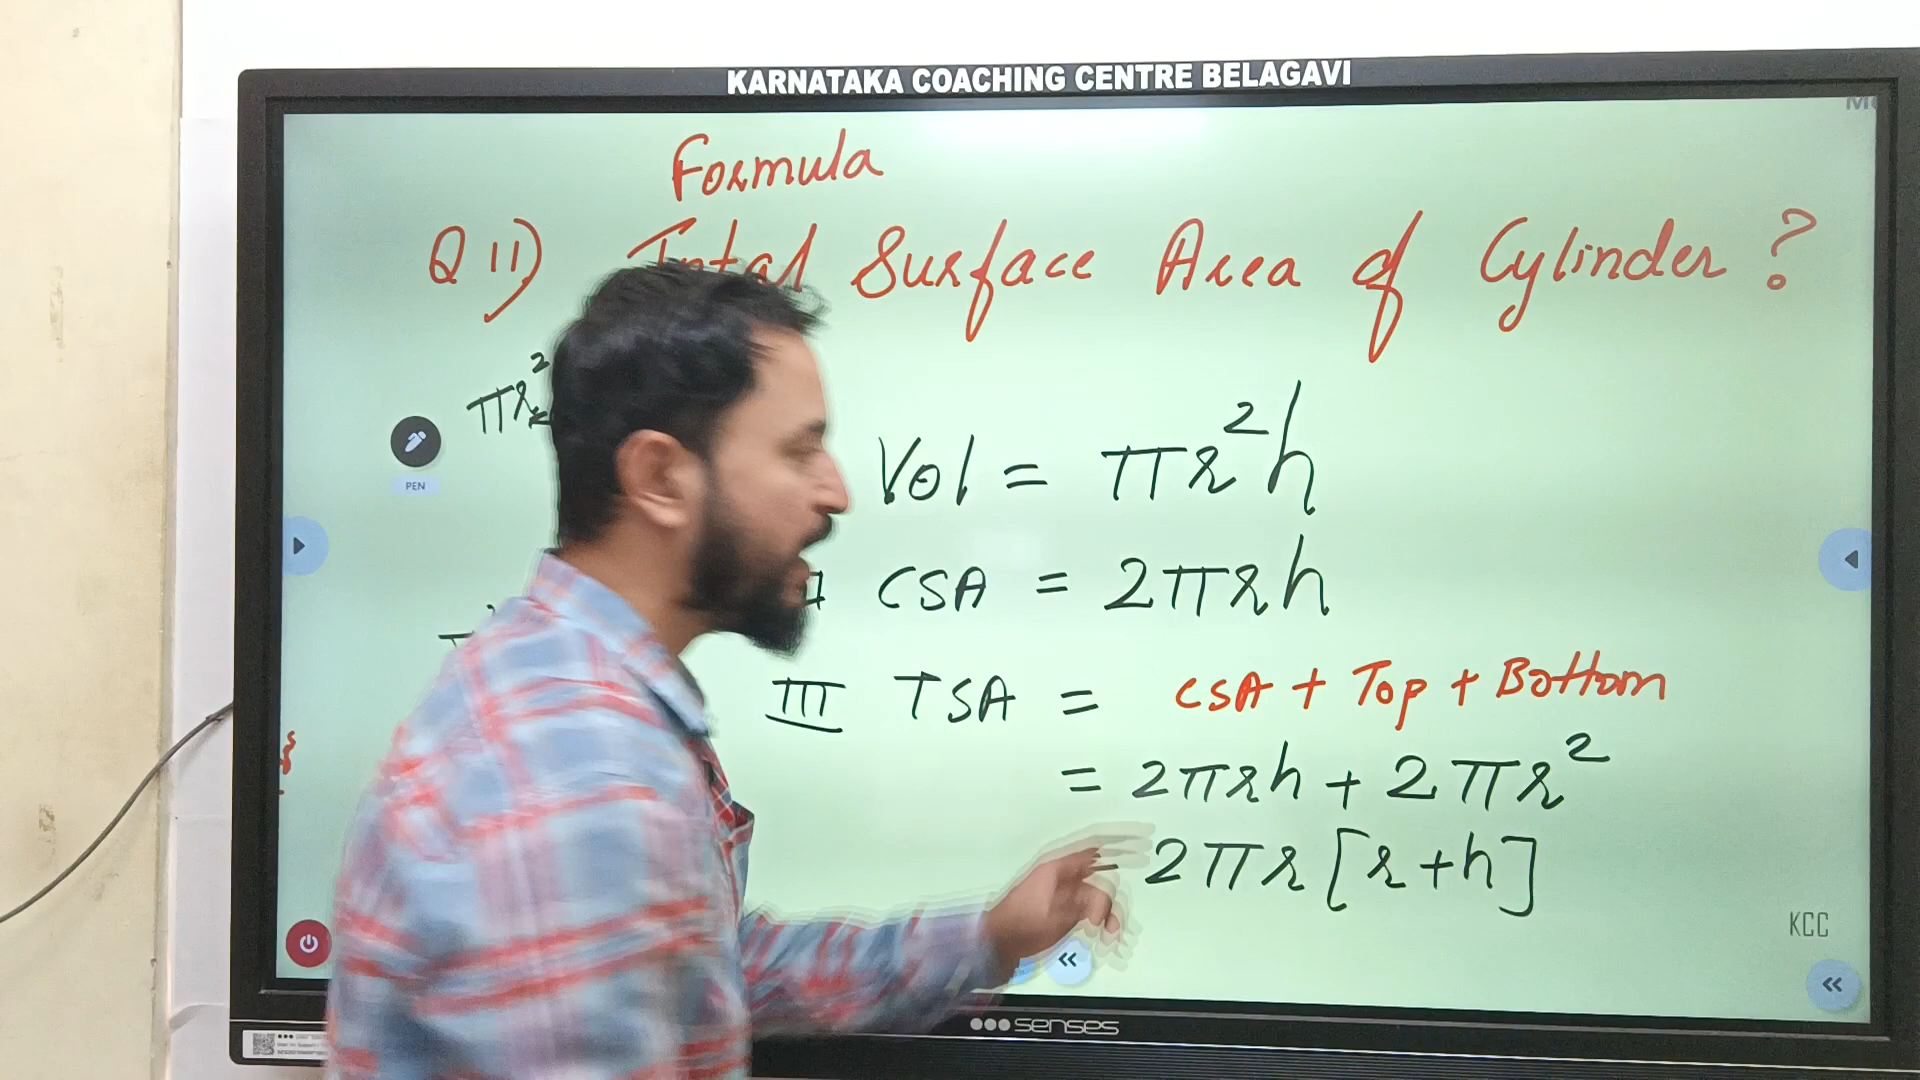 KARNATAKA COACHING CENTRE BELAGAVI
Formula
Q 11) Total Surface Area of Cylinder ?
πr²
PEN
Vol = πr²h
CSA = 2πrh
III TSA = CSA + Top + Bottom
= 2πrh + 2πr²
= 2πr[r+h]
KCC
senses